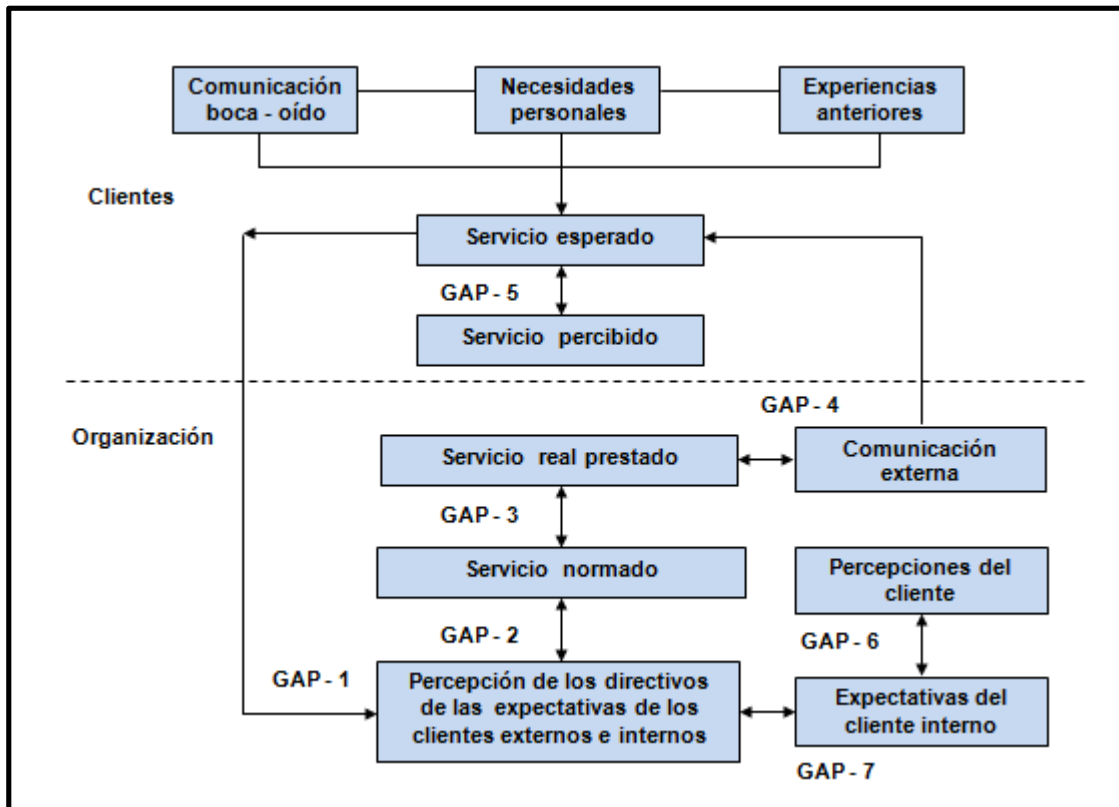 Comunicación
boca - oído
Necesidades
personales
Experiencias
anteriores
Clientes
Servicio esperado
GAP - 5
Servicio percibido
GAP - 4
Organización
Servicio real prestado
Comunicación
externa
GAP - 3
Servicio normado
Percepciones del
cliente
GAP - 2
GAP - 6
GAP - 1
Percepción de los directivos
de las expectativas de los
clientes externos e internos
Expectativas del
cliente interno
GAP - 7